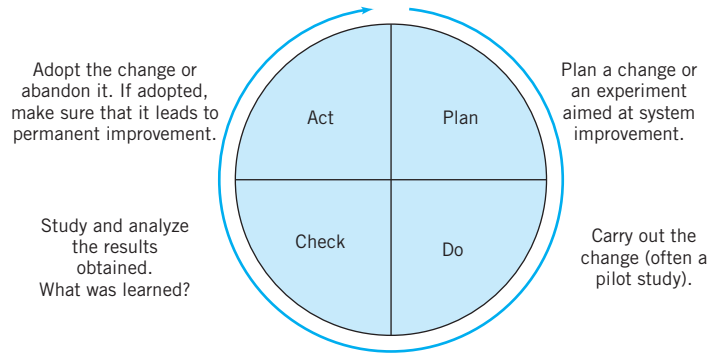 Adopt the change or
abandon it. If adopted,
make sure that it leads to
permanent improvement.
Act
Plan
Plan a change or
an experiment
aimed at system
improvement.
Study and analyze
the results
obtained.
What was learned?
Check
Do
Carry out the
change (often a
pilot study).